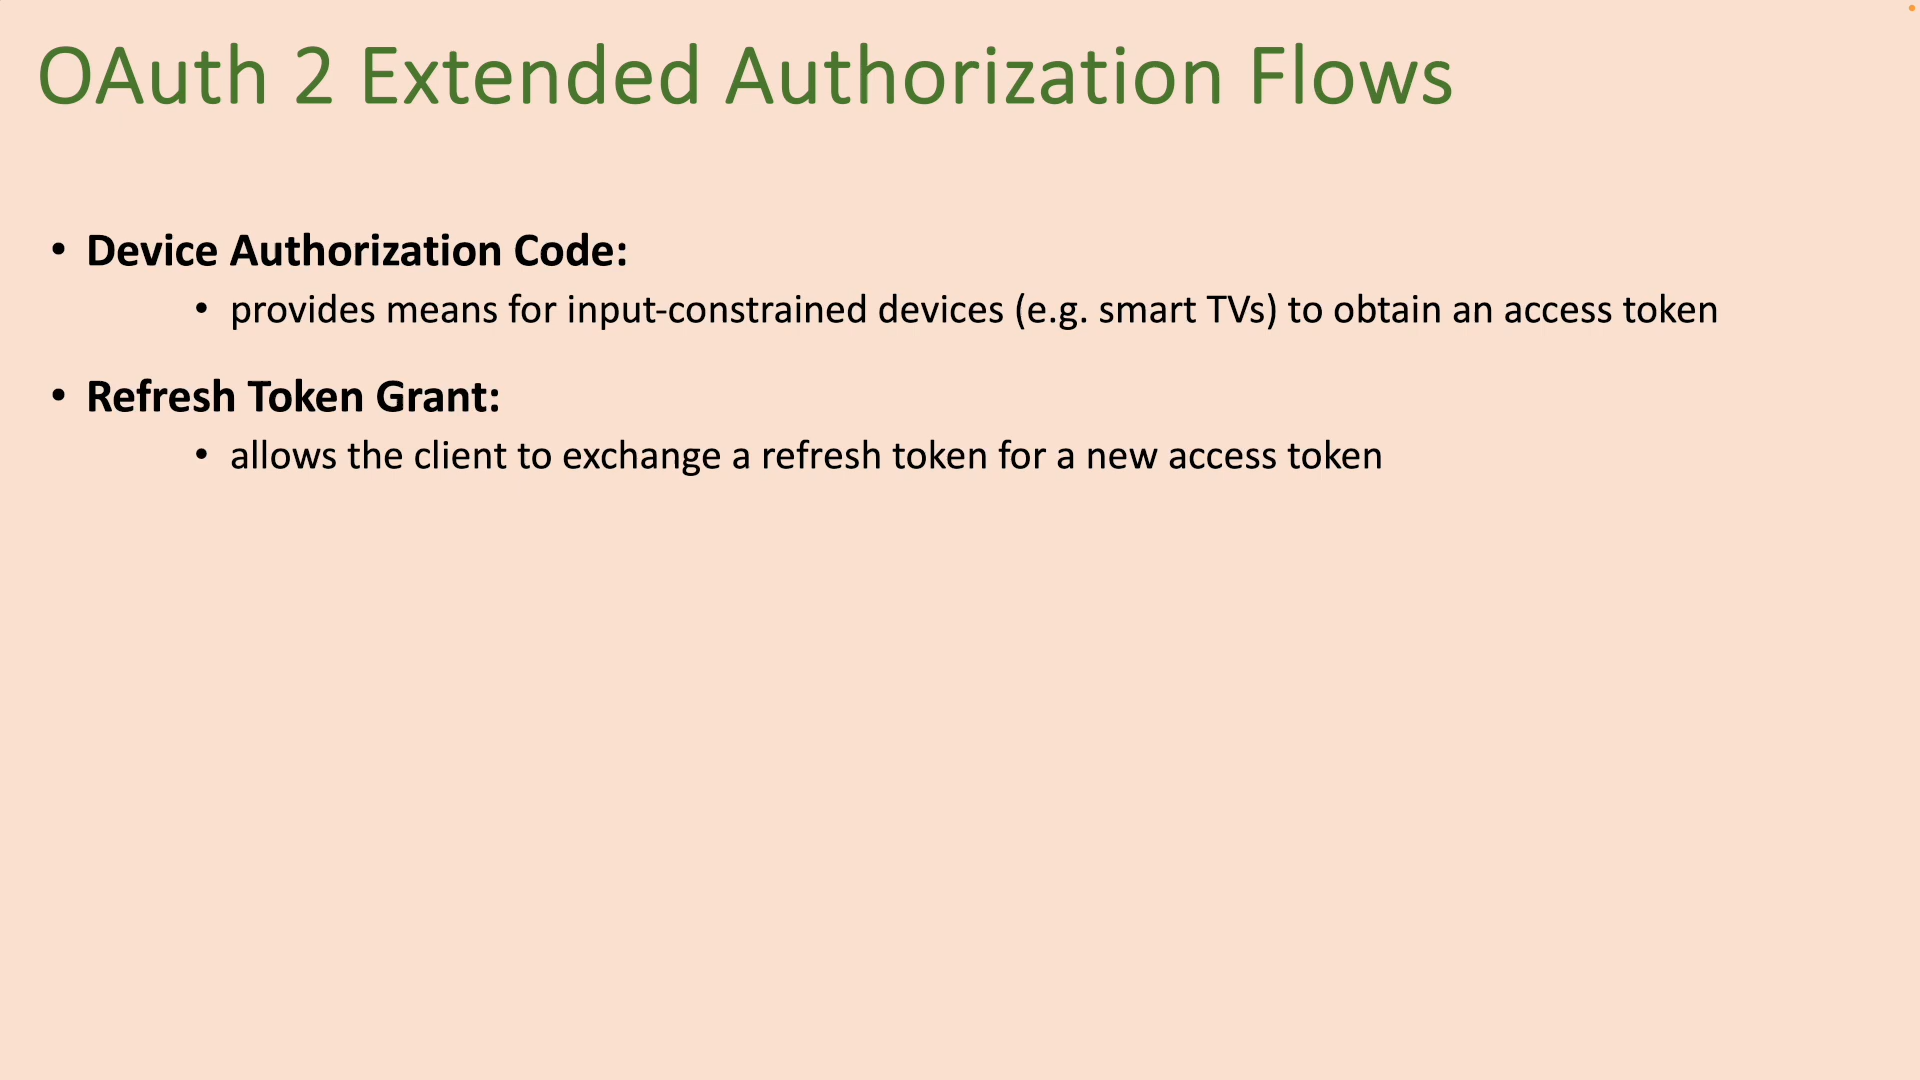 OAuth 2 Extended Authorization Flows
• Device Authorization Code:
• provides means for input-constrained devices (e.g. smart TVs) to obtain an access token
• Refresh Token Grant:
• allows the client to exchange a refresh token for a new access token